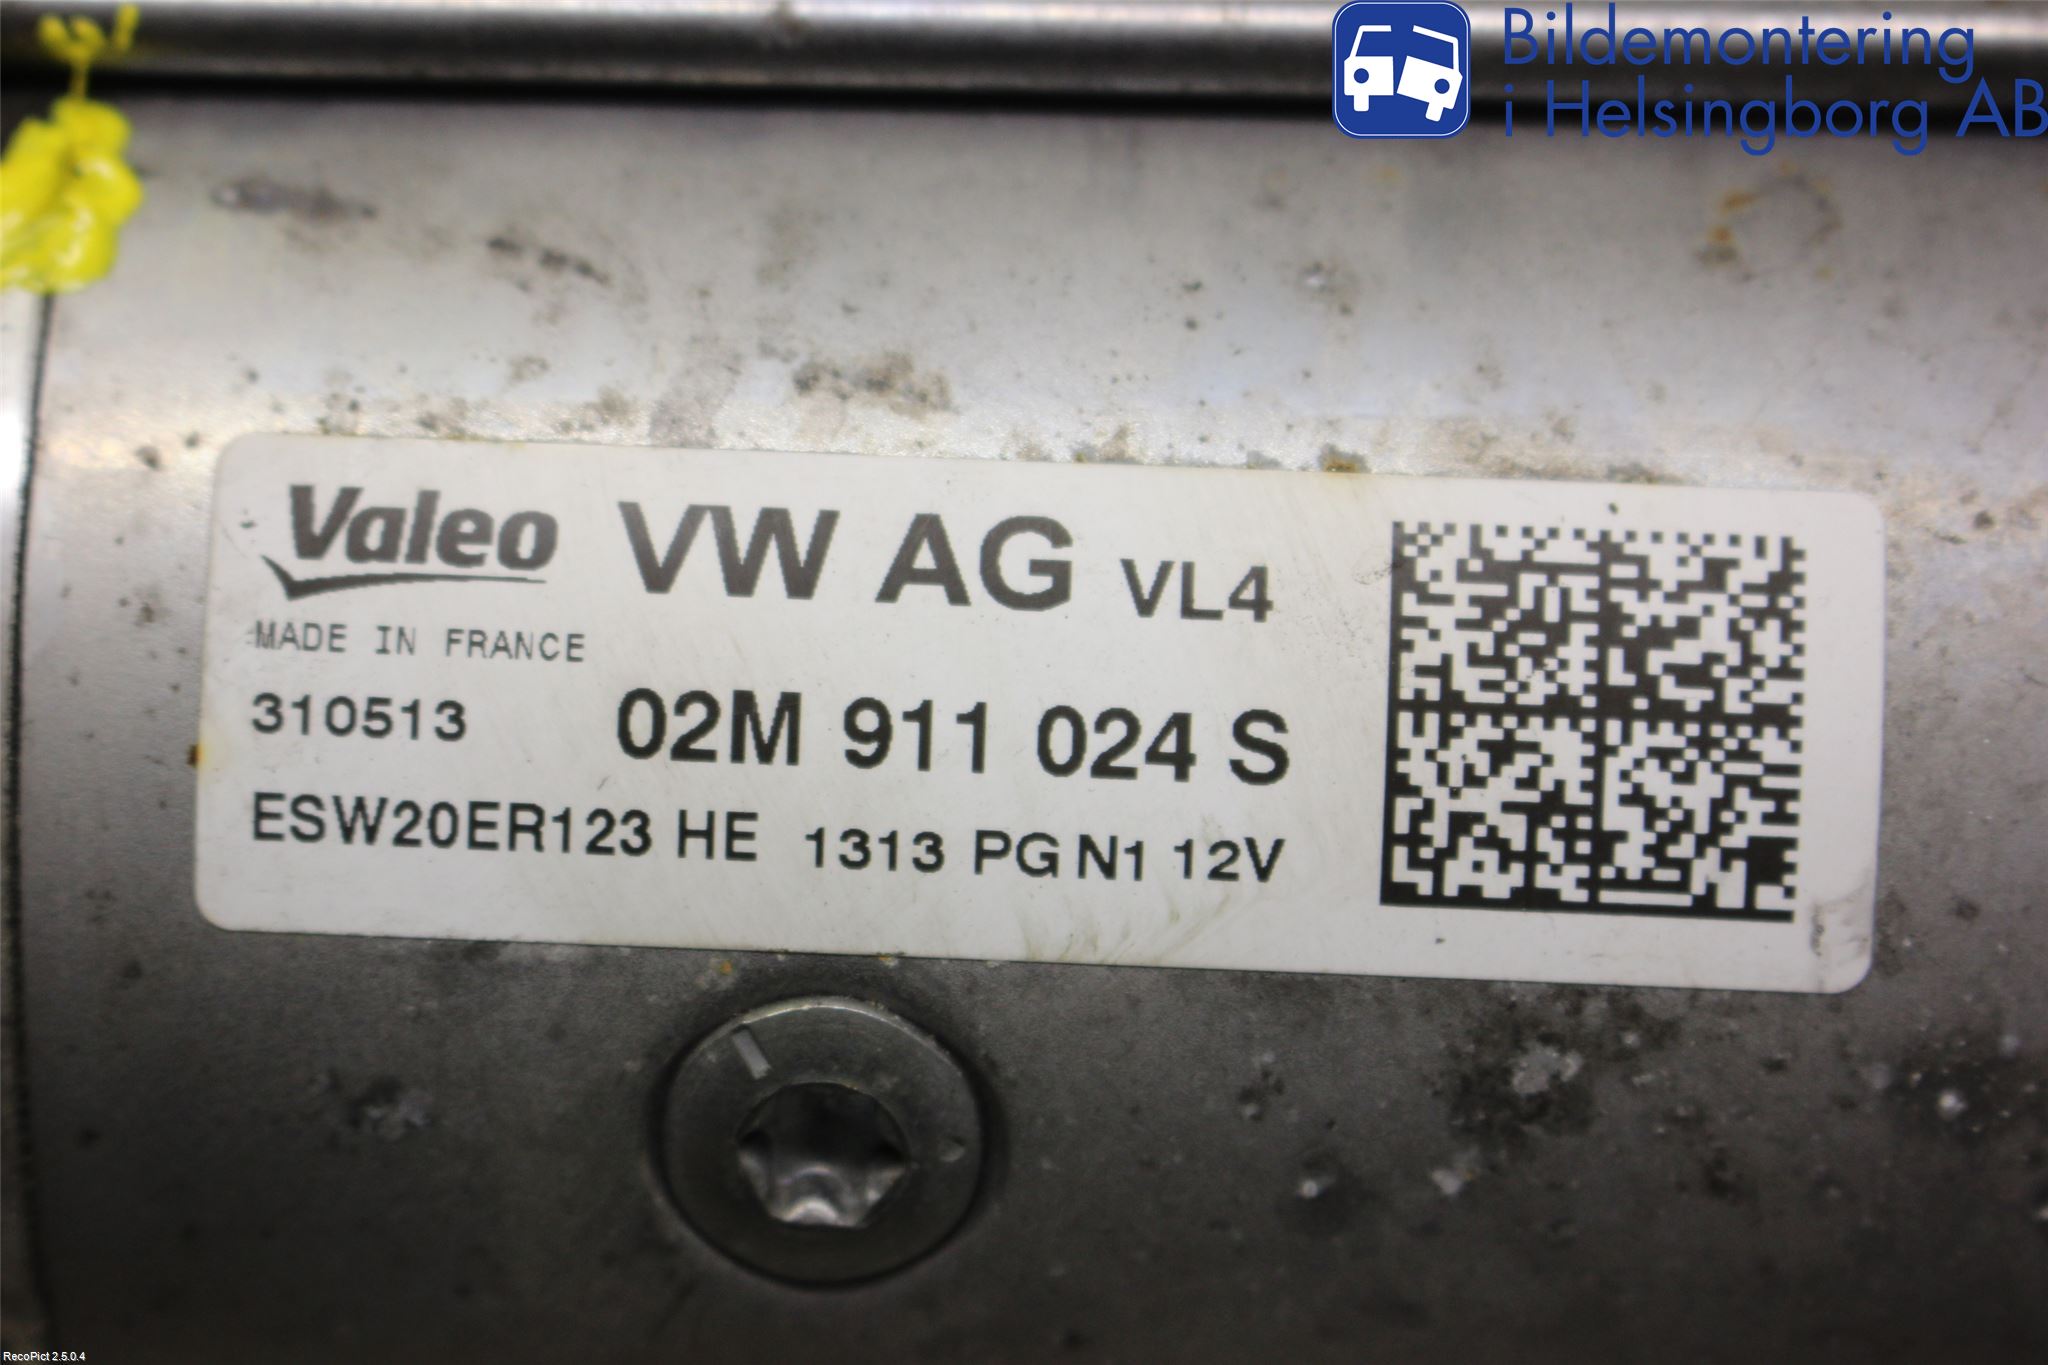 Bildemontering
i Helsingborg AB
Valeo VW AG VL4
MADE IN FRANCE
310513 02M 911 024 S
ESW20ER123 HE 1313 PG N1 12V
RecoPict 2.5.0.4